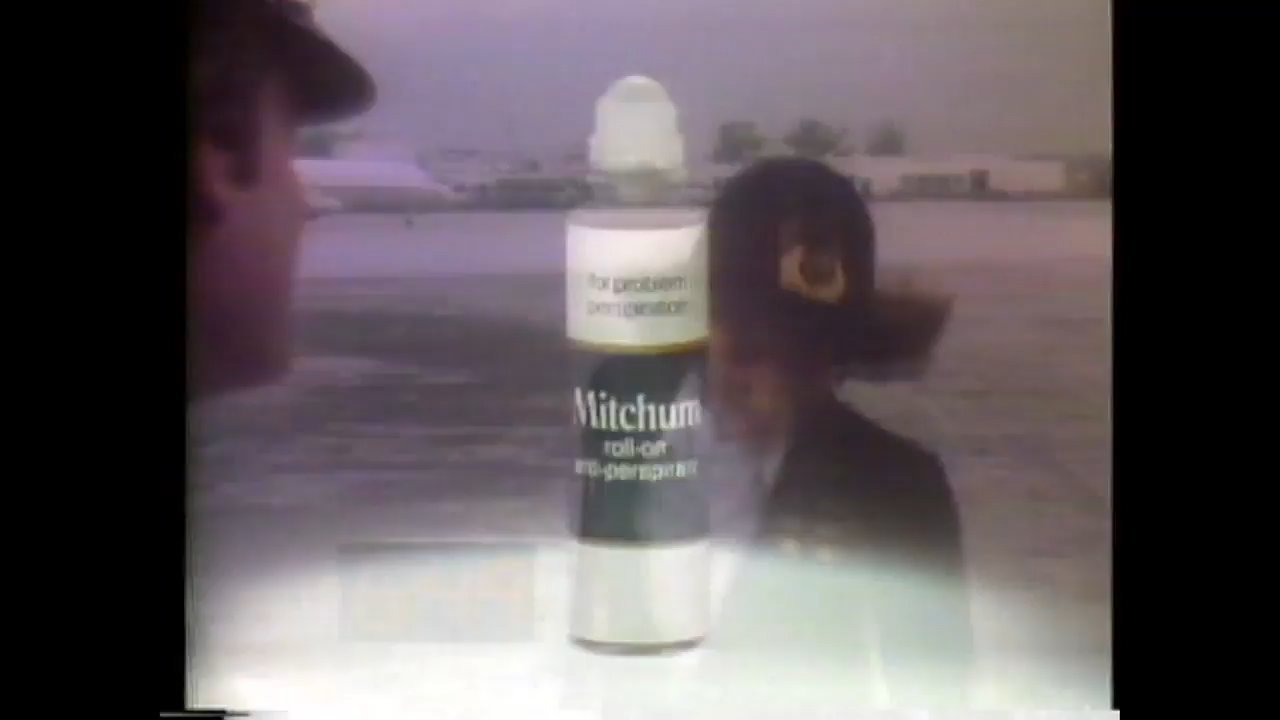 for problem
perspiration
Mitchum
roll-on
anti-perspirant